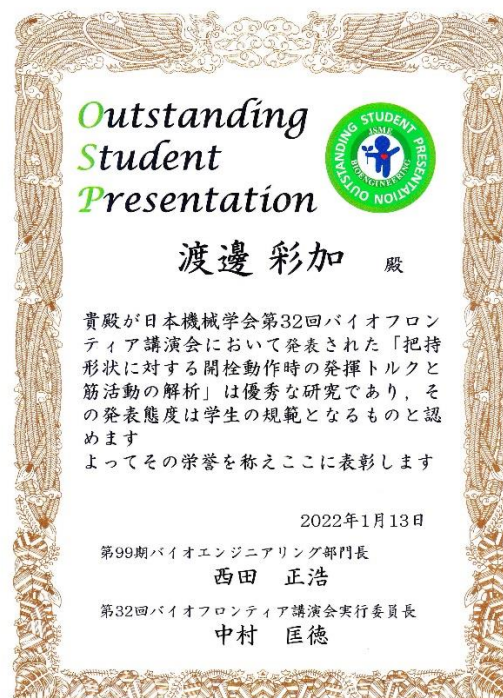 Outstanding
Student
Presentation
OUTSTANDING STUDENT PRESENTATION
JSME
BIOENGINEERING
渡邊 彩加 殿
貴殿が日本機械学会第32回バイオフロン
ティア講演会において発表された「把持
形状に対する開栓動作時の発揮トルクと
筋活動の解析」は優秀な研究であり，そ
の発表態度は学生の規範となるものと認
めます
よってその栄誉を称えここに表彰します
2022年1月13日
第99期バイオエンジニアリング部門長
西田 正浩
第32回バイオフロンティア講演会実行委員長
中村 匡徳